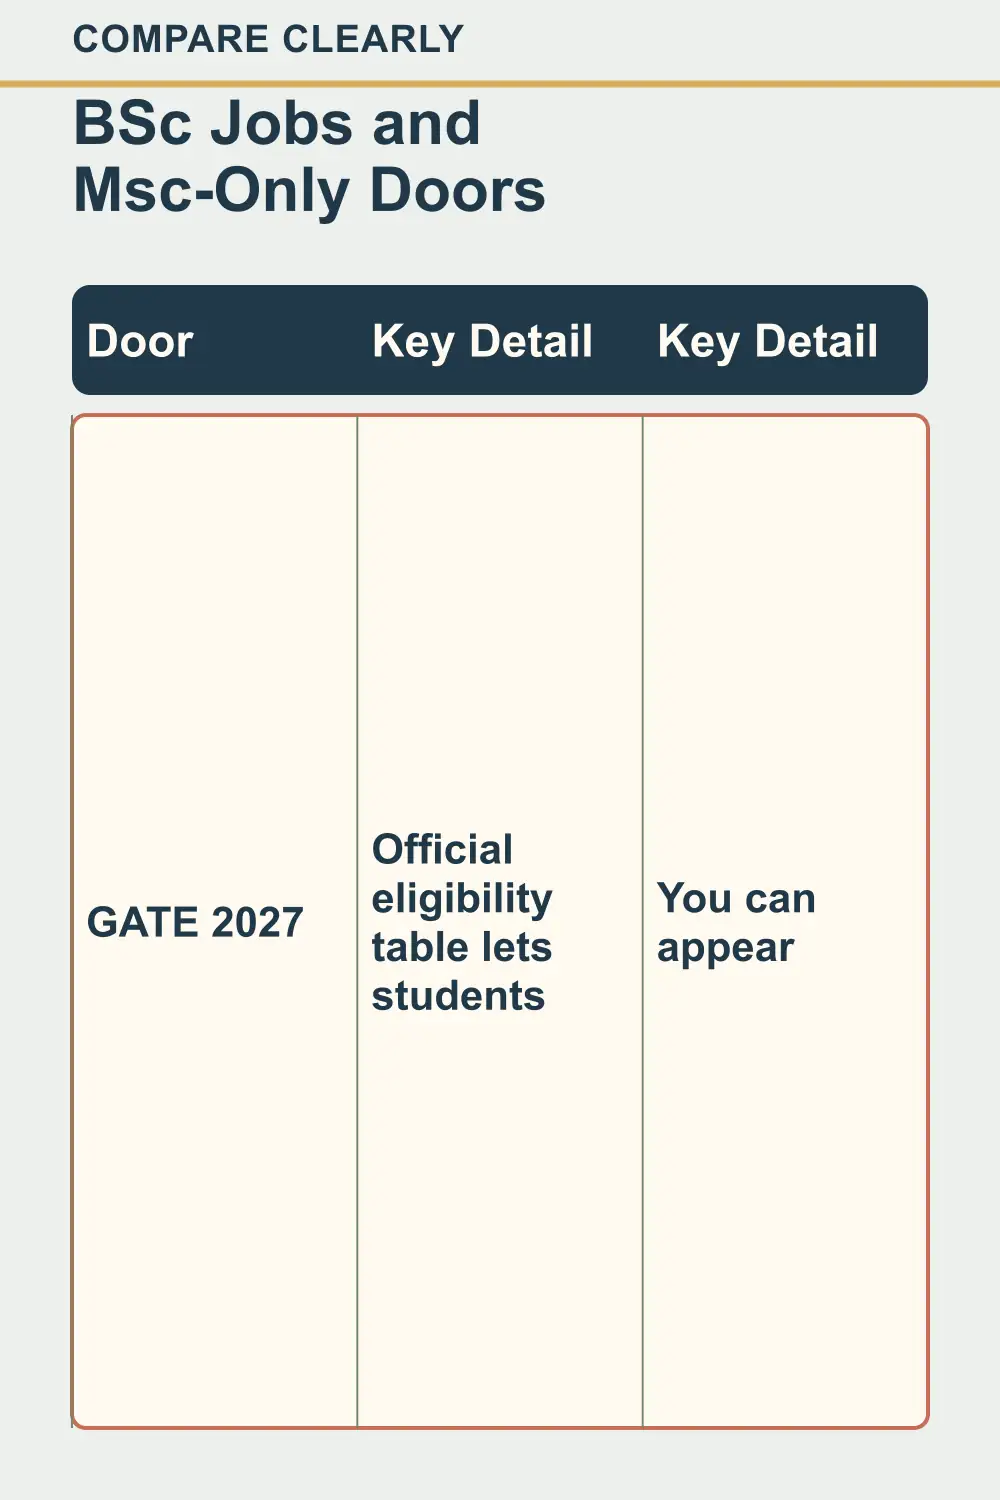 COMPARE CLEARLY
BSc Jobs and
Msc-Only Doors
Door Key Detail Key Detail
GATE 2027
Official
eligibility
table lets
students
You can
appear